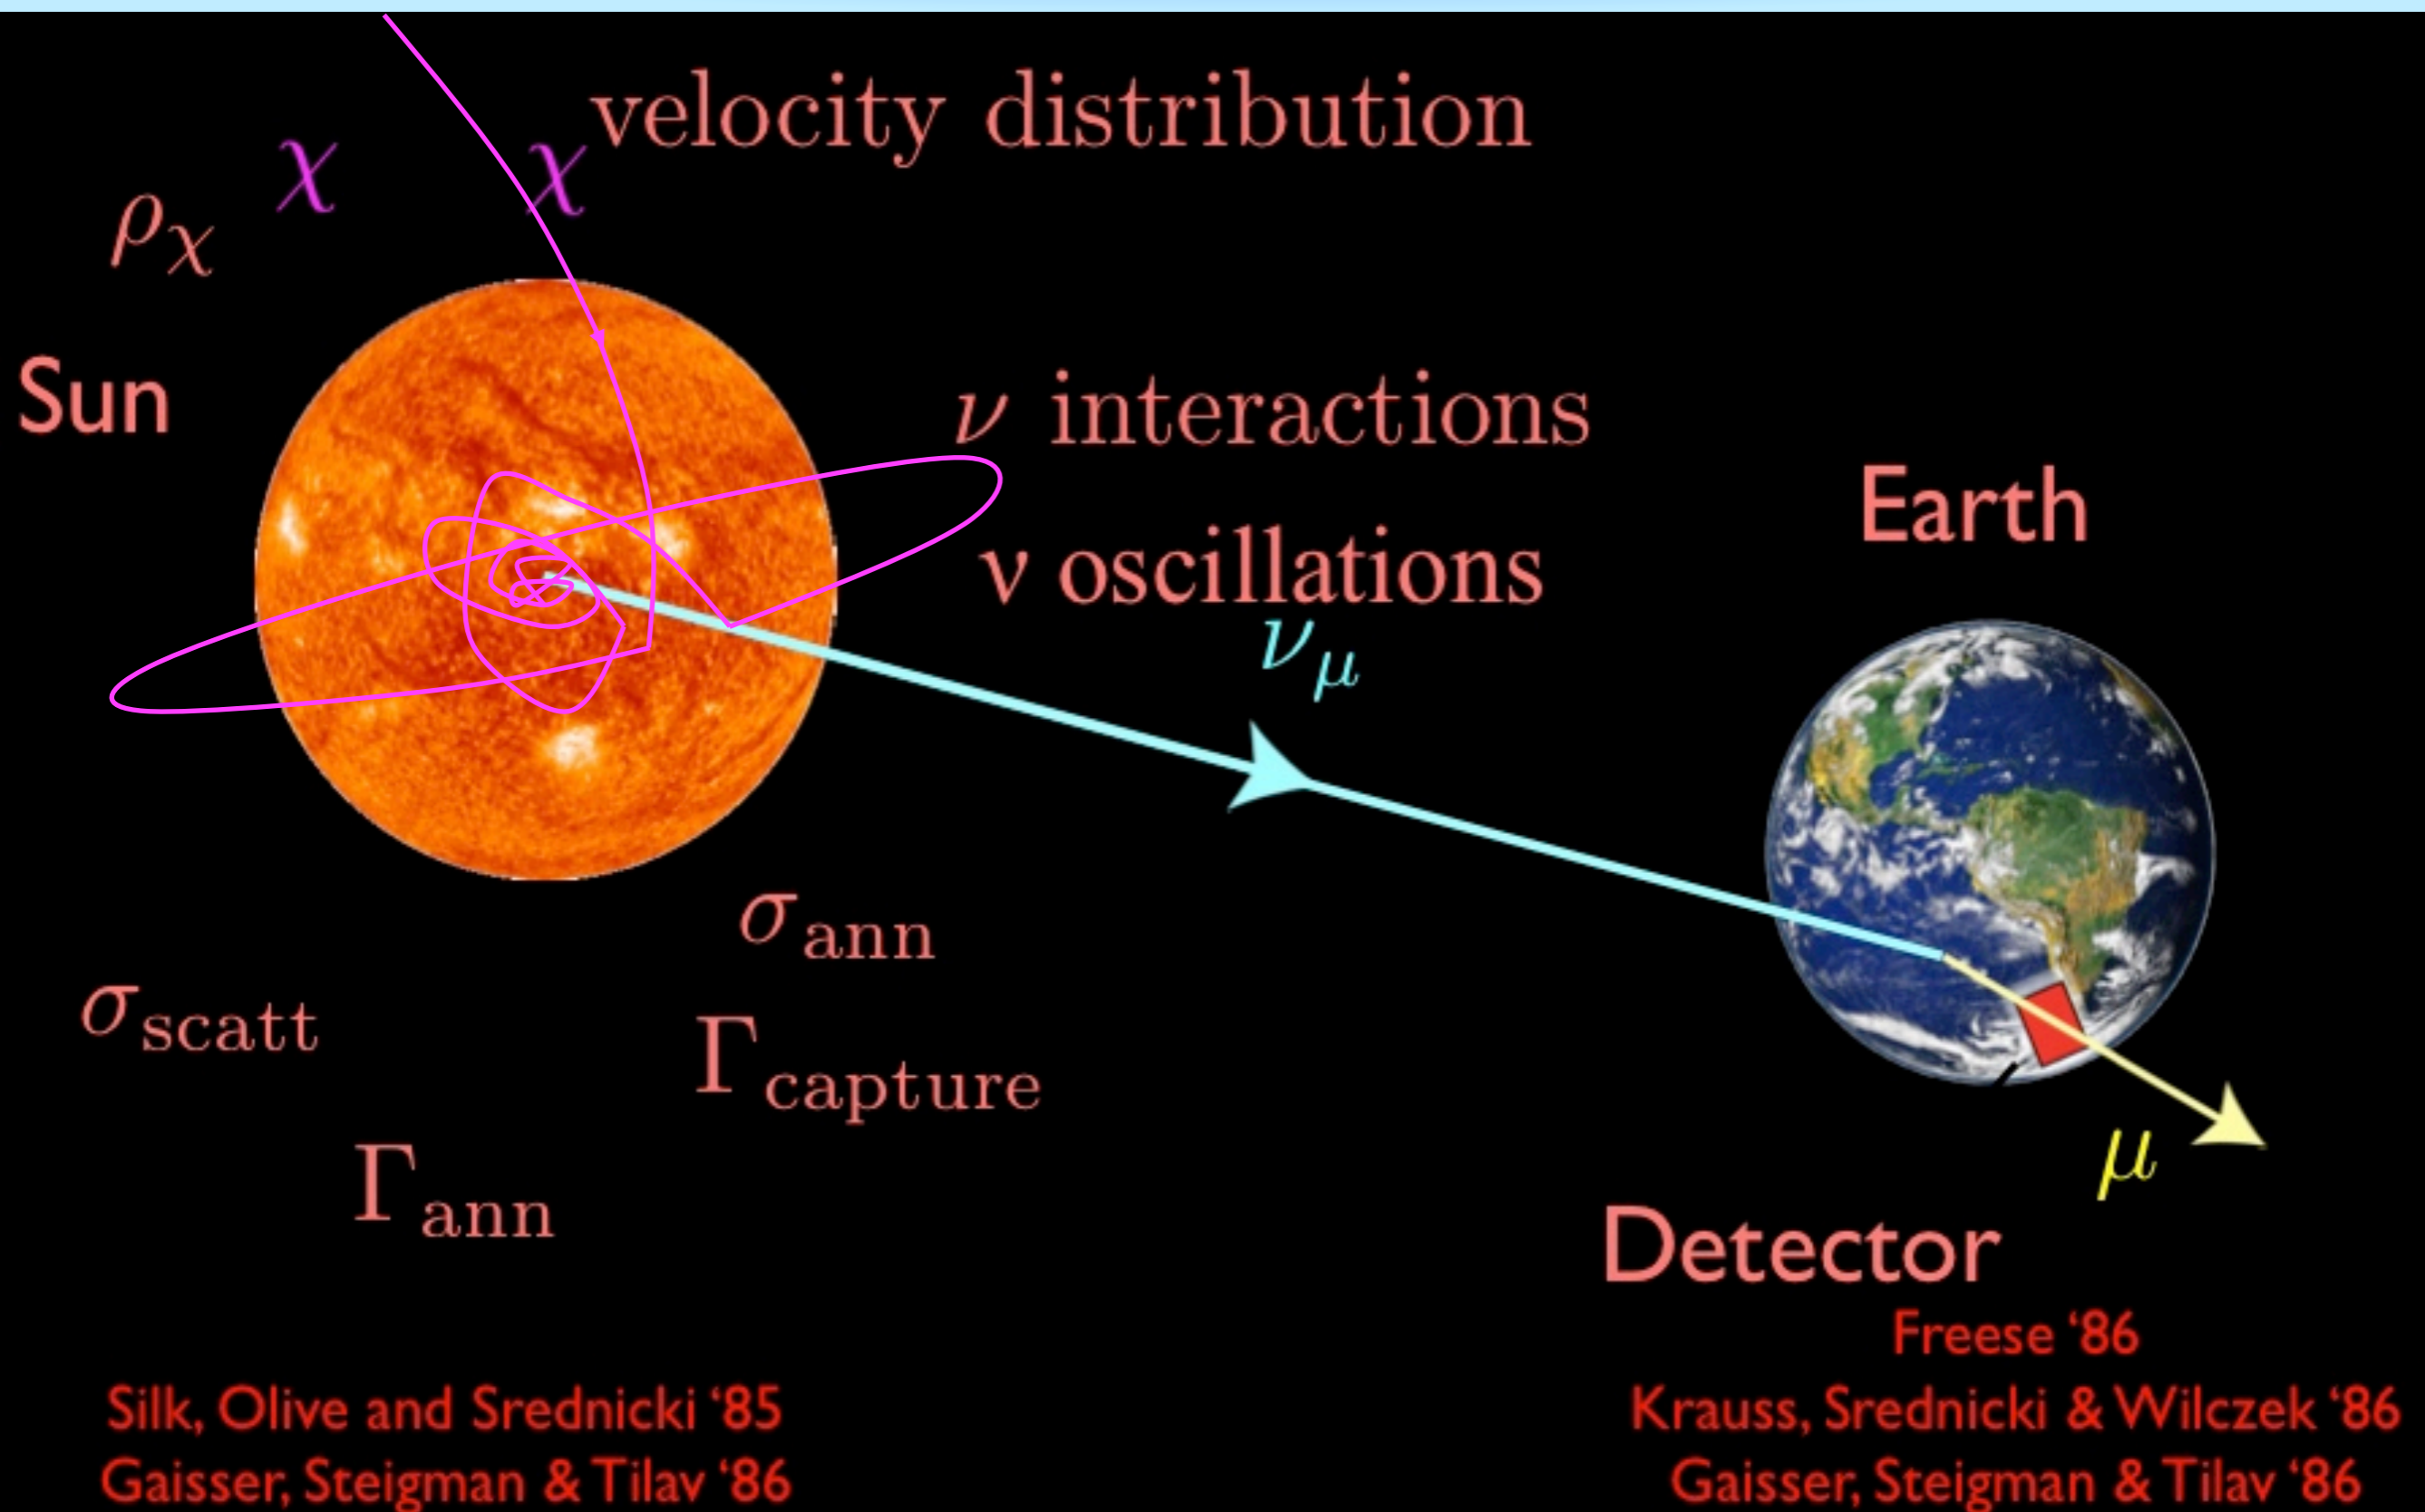 velocity distribution
χ χ
ρχ
Sun
ν interactions
Earth
ν oscillations
νμ
σann
σscatt
Γcapture
Γann
μ
Detector
Freese ‘86
Silk, Olive and Srednicki ‘85
Krauss, Srednicki & Wilczek ‘86
Gaisser, Steigman & Tilav ‘86
Gaisser, Steigman & Tilav ‘86